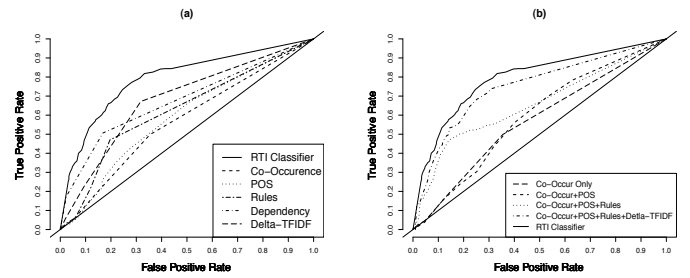 (a)
True Positive Rate
1.0
0.9
0.8
0.7
0.6
0.5
0.4
0.3
0.2
0.1
0.0
0.0 0.1 0.2 0.3 0.4 0.5 0.6 0.7 0.8 0.9 1.0
False Positive Rate
RTI Classifier
Co-Occurence
POS
Rules
Dependency
Delta-TFIDF
(b)
True Positive Rate
1.0
0.9
0.8
0.7
0.6
0.5
0.4
0.3
0.2
0.1
0.0
0.0 0.1 0.2 0.3 0.4 0.5 0.6 0.7 0.8 0.9 1.0
False Positive Rate
Co-Occur Only
Co-Occur+POS
Co-Occur+POS+Rules
Co-Occur+POS+Rules+Detla-TFIDF
RTI Classifier